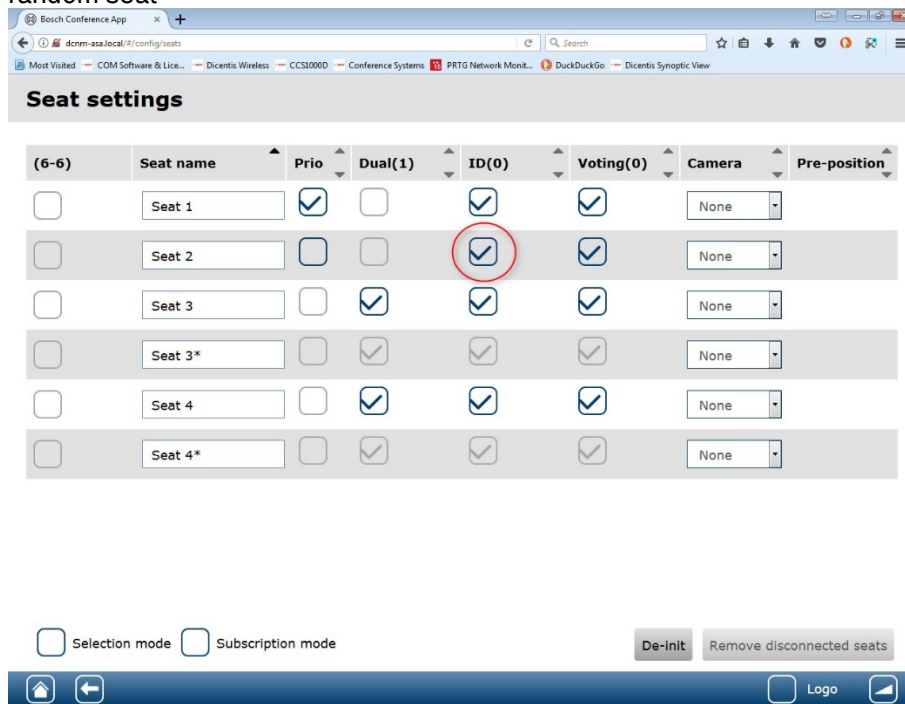 random seat
Bosch Conference App × +
dcnm-asa.local/#/config/seats Search
Most Visited COM Software & Lice... Dicentis Wireless CCS1000D Conference Systems PRTG Network Monit... DuckDuckGo Dicentis Synoptic View
Seat settings
(6-6) Seat name Prio Dual(1) ID(0) Voting(0) Camera Pre-position
Seat 1 None
Seat 2 None
Seat 3 None
Seat 3* None
Seat 4 None
Seat 4* None
Selection mode Subscription mode De-init Remove disconnected seats
Logo